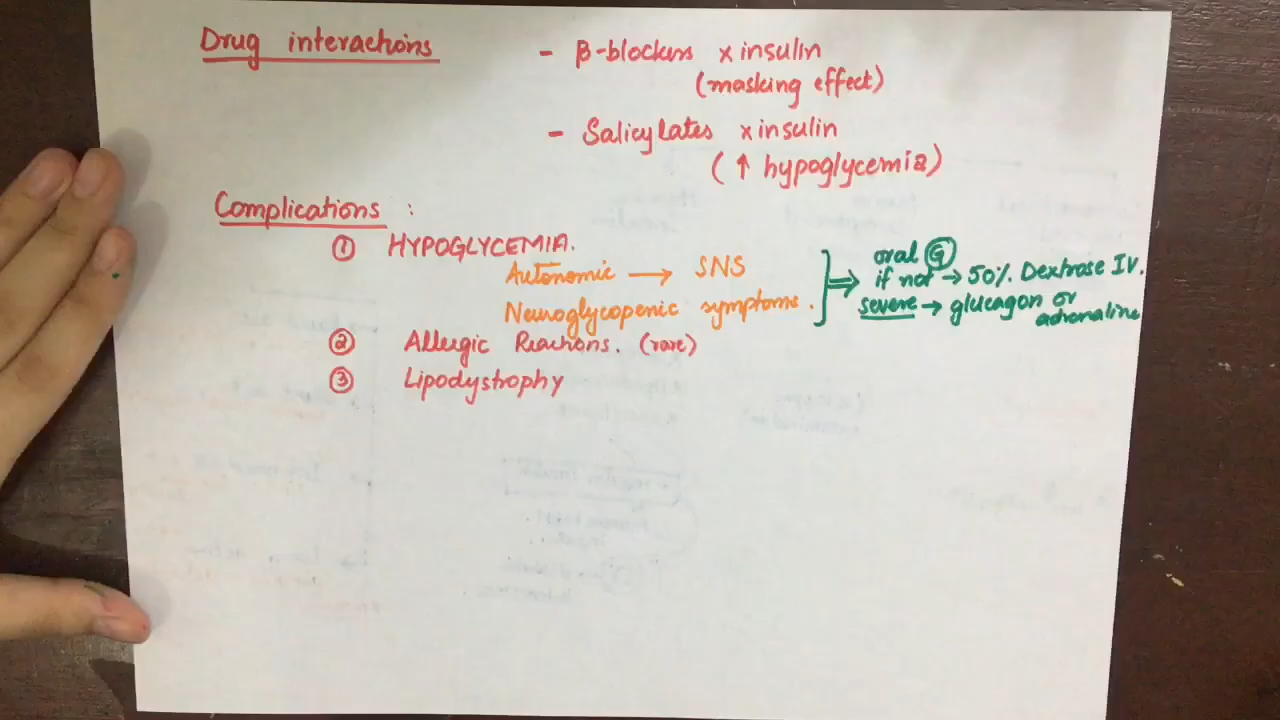 Drug interactions
- β-blockers x insulin
(masking effect)
- Salicylates x insulin
(↑ hypoglycemia)
Complications :
① HYPOGLYCEMIA.
Autonomic → SNS
Neuroglycopenic symptoms.
oral Ⓖ
if not → 50% Dextrose IV.
severe → glucagon or
adrenaline
② Allergic Reactions. (rare)
③ Lipodystrophy